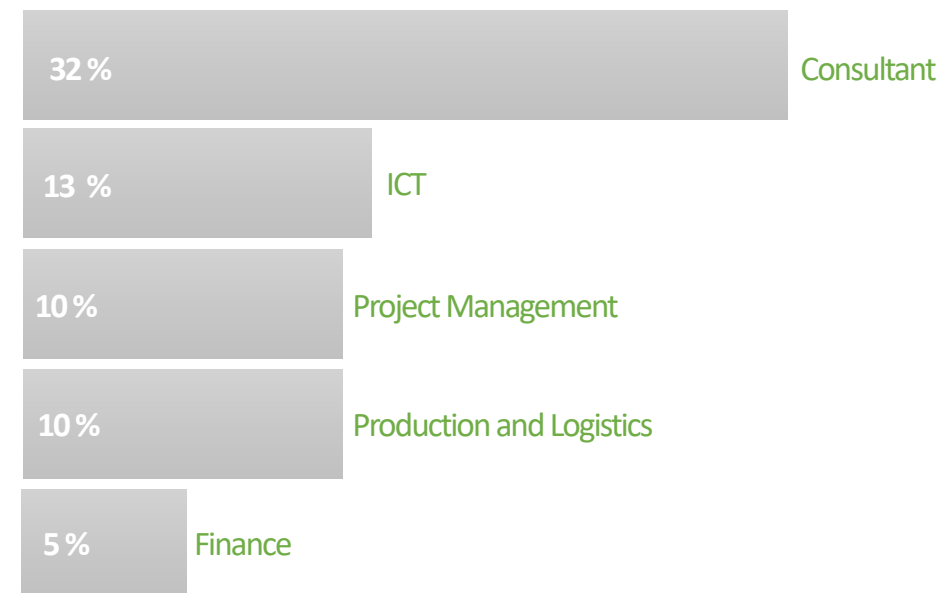 32 % Consultant
13 % ICT
10 % Project Management
10 % Production and Logistics
5 % Finance